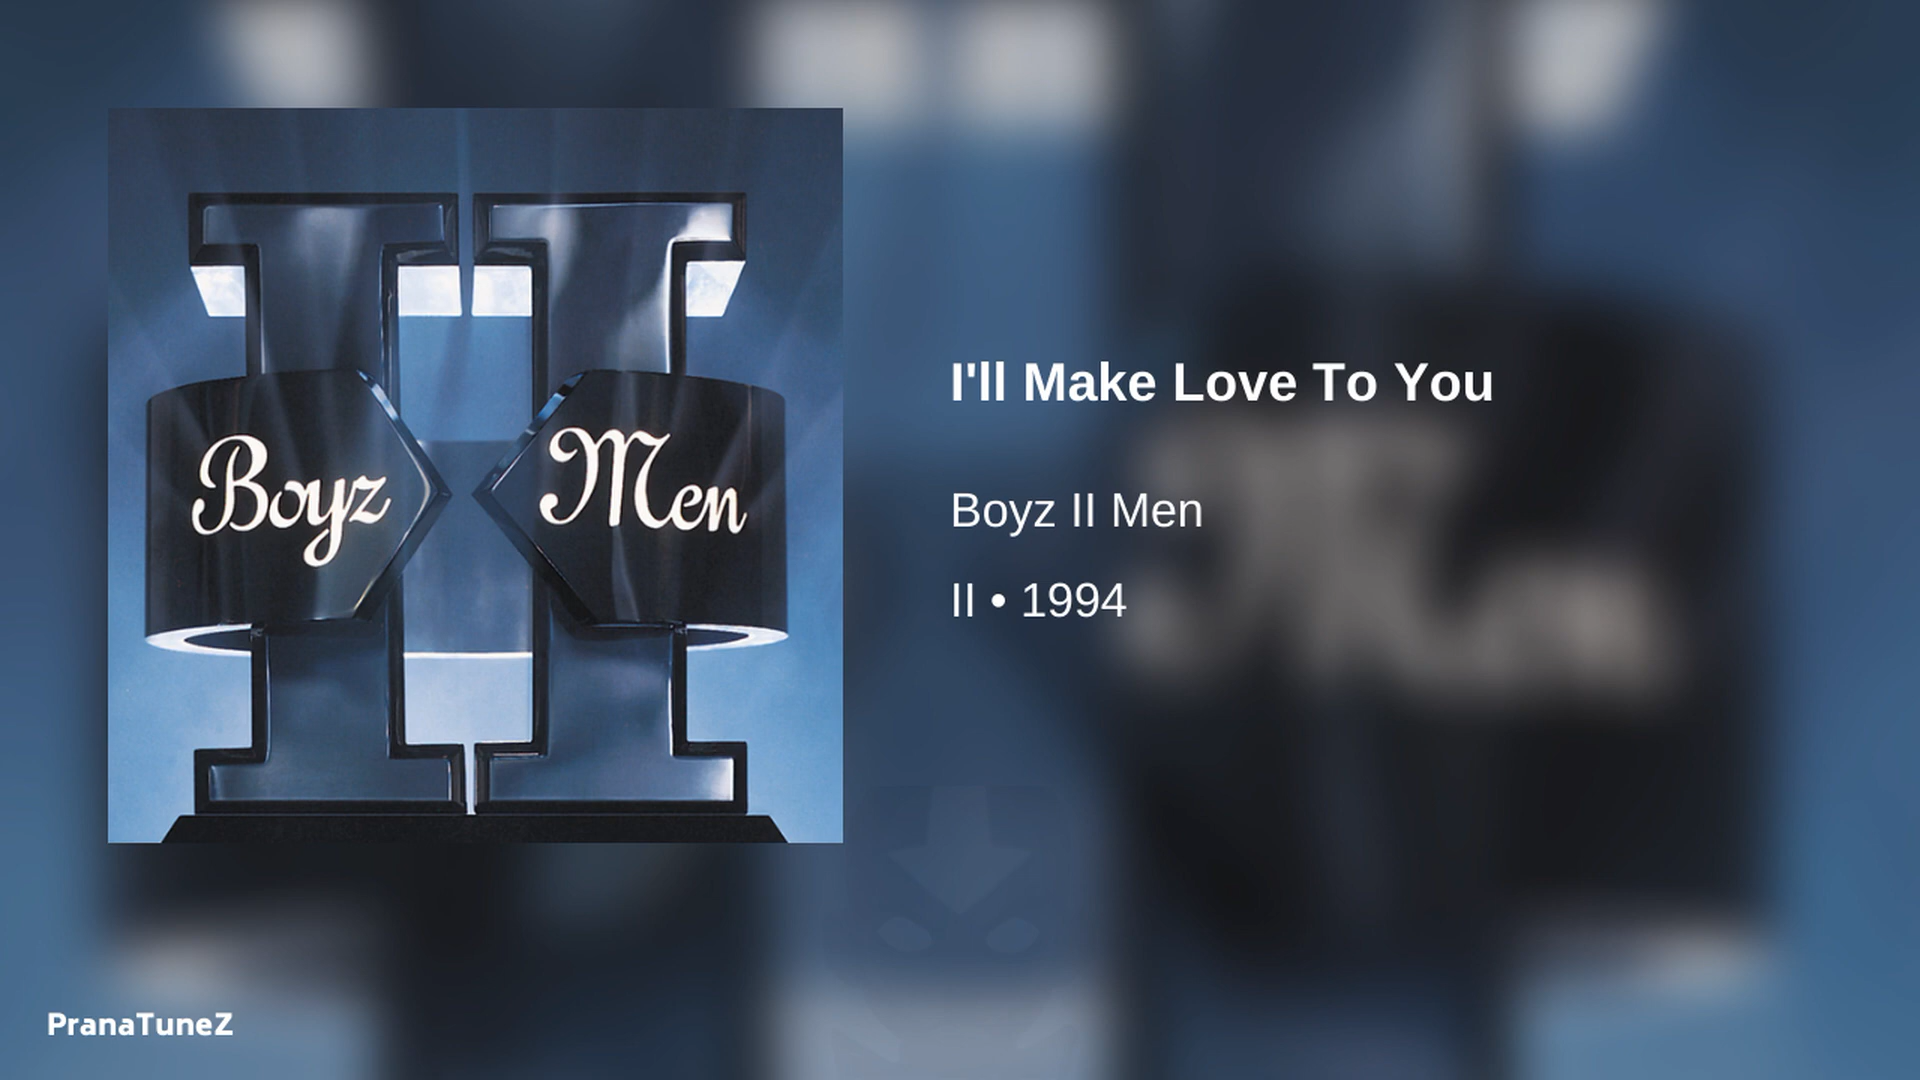 Boyz Men
I'll Make Love To You
Boyz II Men
II • 1994
PranaTuneZ